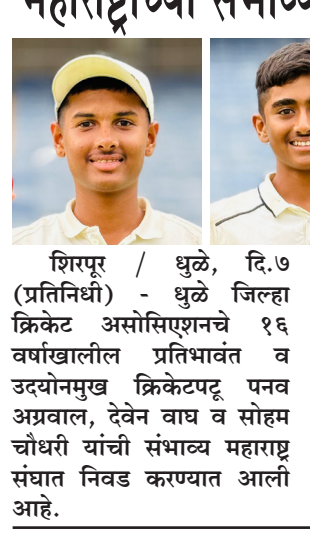 महाराष्ट्राच्या संभाव्य
शिरपूर / धुळे, दि.७
(प्रतिनिधी) - धुळे जिल्हा
क्रिकेट असोसिएशनचे १६
वर्षाखालील प्रतिभावंत व
उदयोनमुख क्रिकेटपटू पनव
अग्रवाल, देवेन वाघ व सोहम
चौधरी यांची संभाव्य महाराष्ट्र
संघात निवड करण्यात आली
आहे.